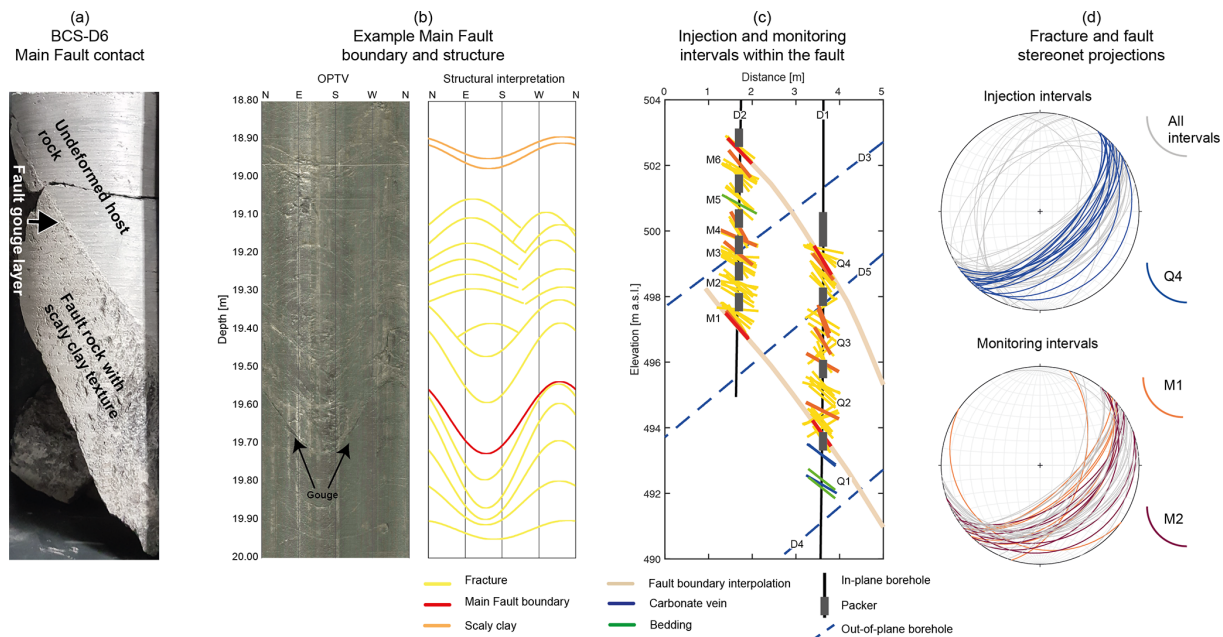 (a)
BCS-D6
Main Fault contact
Undeformed host
rock
Fault gouge layer
Fault rock with
scaly clay texture
(b)
Example Main Fault
boundary and structure
OPTV
Structural interpretation
N E S W N
N E S W N
Depth [m]
18.80
18.90
19.00
19.10
19.20
19.30
19.40
19.50
19.60
19.70
19.80
19.90
20.00
Gouge
(c)
Injection and monitoring
intervals within the fault
Distance [m]
0 1 2 3 4 5
Elevation [m a.s.l.]
504
502
500
498
496
494
492
490
D2
D1
D3
M6
M5
M4
M3
M2
M1
Q4
D5
Q3
Q2
Q1
D4
(d)
Fracture and fault
stereonet projections
Injection intervals
All
intervals
Q4
Monitoring intervals
M1
M2
Fracture
Main Fault boundary
Scaly clay
Fault boundary interpolation
Carbonate vein
Bedding
In-plane borehole
Packer
Out-of-plane borehole